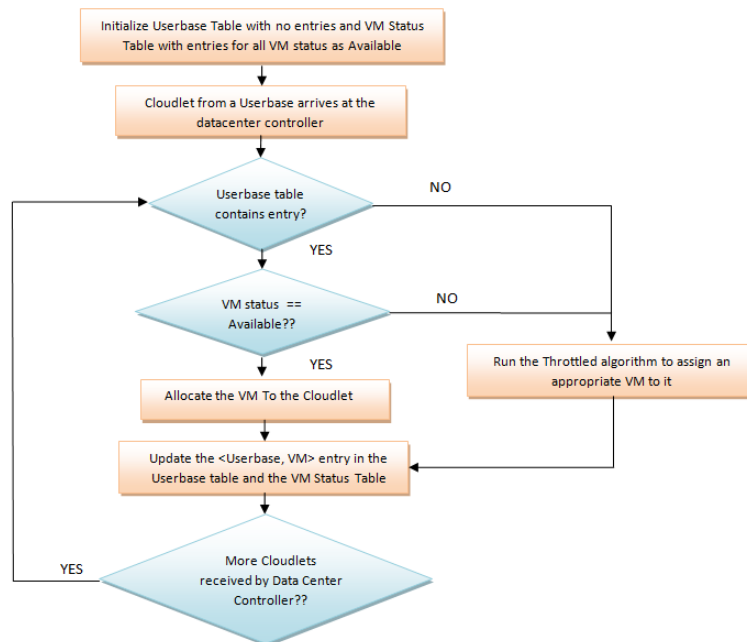 Initialize Userbase Table with no entries and VM Status
Table with entries for all VM status as Available
Cloudlet from a Userbase arrives at the
datacenter controller
Userbase table
contains entry?
NO
YES
VM status ==
Available??
NO
YES
Run the Throttled algorithm to assign an
appropriate VM to it
Allocate the VM To the Cloudlet
Update the <Userbase, VM> entry in the
Userbase table and the VM Status Table
More Cloudlets
received by Data Center
Controller??
YES